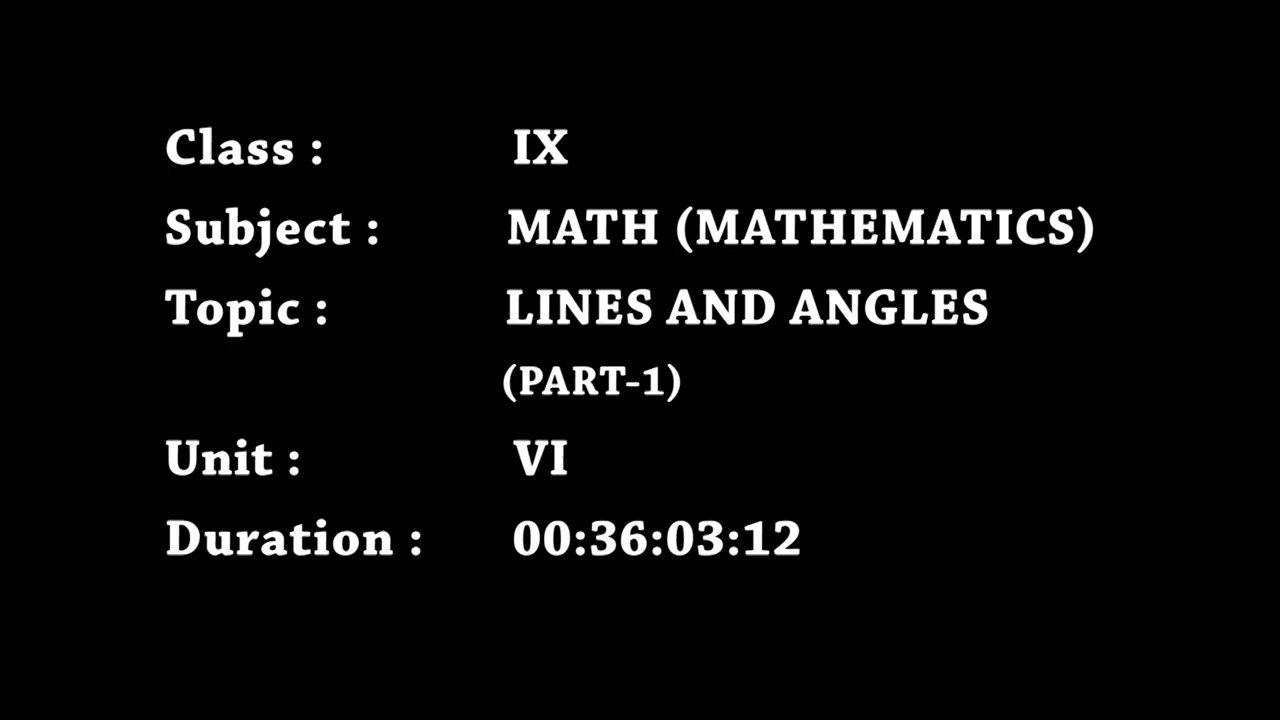 Class : IX
Subject : MATH (MATHEMATICS)
Topic : LINES AND ANGLES
(PART-1)
Unit : VI
Duration : 00:36:03:12